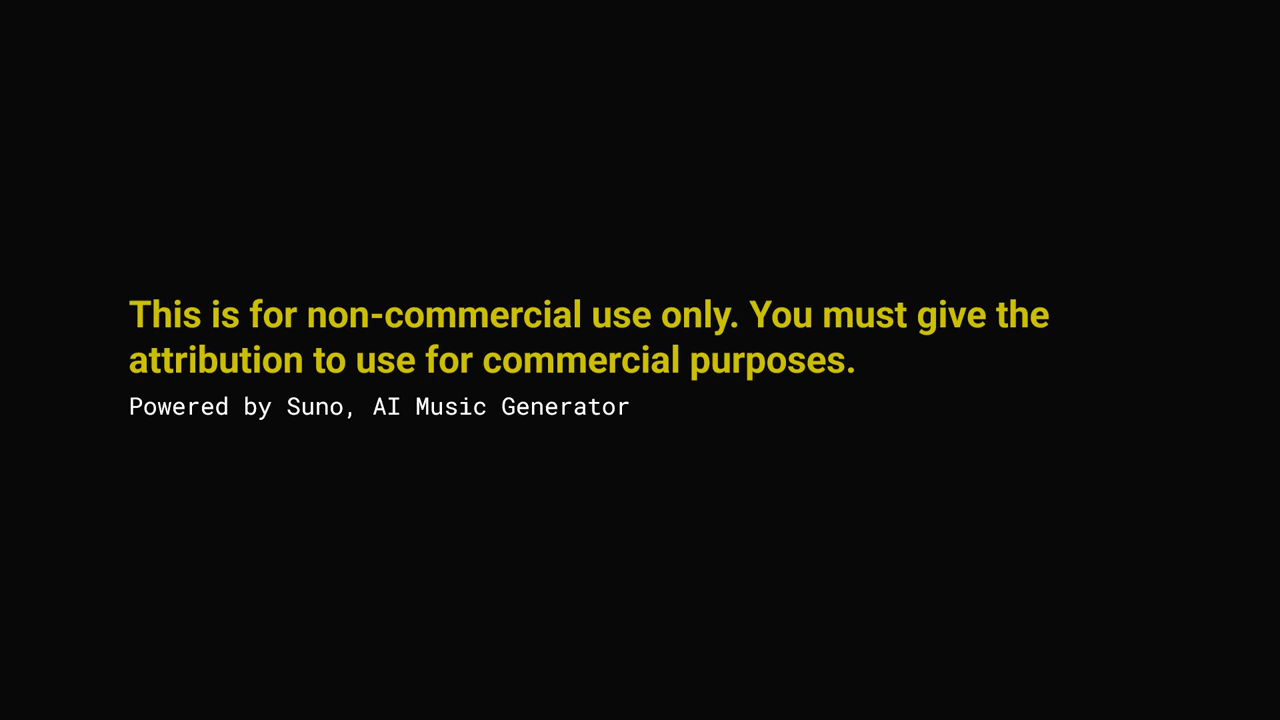 This is for non-commercial use only. You must give the
attribution to use for commercial purposes.
Powered by Suno, AI Music Generator